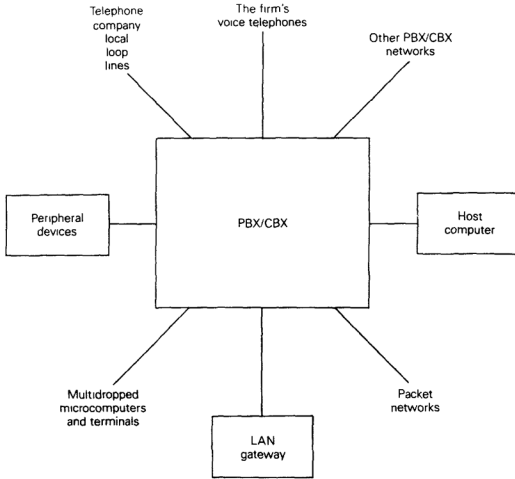 Telephone
company
local
loop
lines
The firm's
voice telephones
Other PBX/CBX
networks
Peripheral
devices
PBX/CBX
Host
computer
Multidropped
microcomputers
and terminals
LAN
gateway
Packet
networks